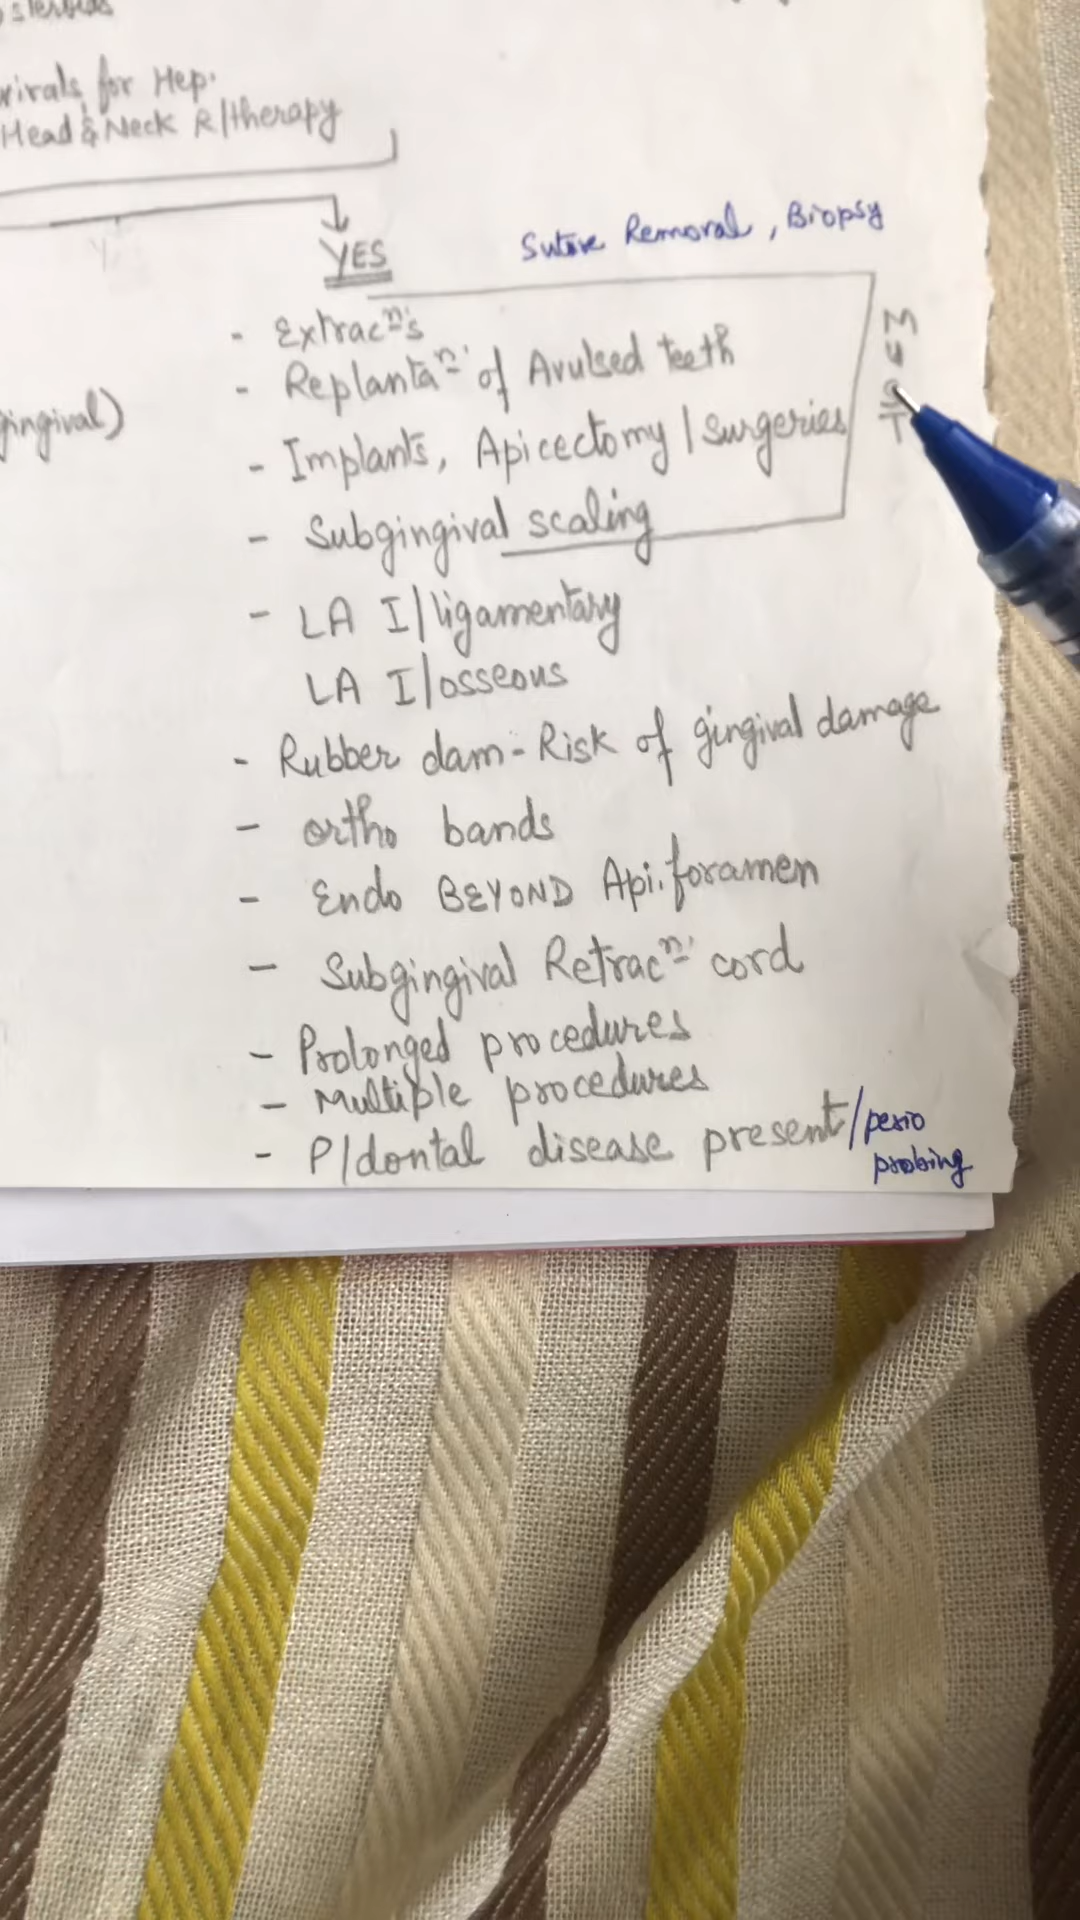 steroids
virals for Hep.
Head & Neck R/therapy
YES
Suture Removal, Biopsy
- Extracn's
MUST
- Replantan of Avulsed teeth
gingival)
- Implants, Apicectomy / surgeries
- Subgingival scaling
- LA I/ligamentary
LA I/osseous
- Rubber dam - Risk of gingival damage
- ortho bands
- Endo BEYOND Api. foramen
- Subgingival Retracn cord
- Prolonged procedures
- Multiple procedures
- P/dontal disease present / perio
probing